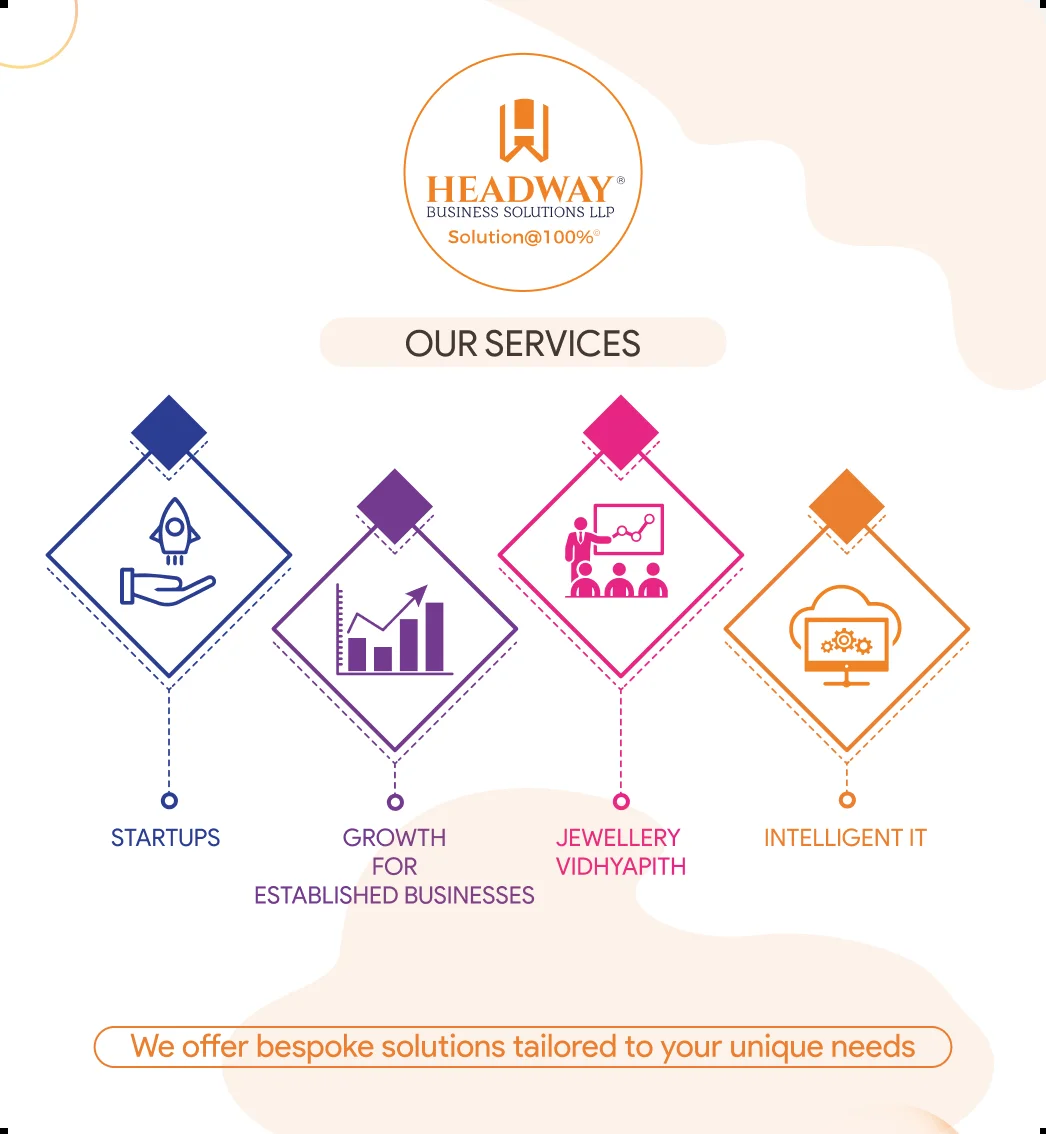 HEADWAY®
BUSINESS SOLUTIONS LLP
Solution@100%©
OUR SERVICES
STARTUPS
GROWTH
FOR
ESTABLISHED BUSINESSES
JEWELLERY
VIDHYAPITH
INTELLIGENT IT
We offer bespoke solutions tailored to your unique needs